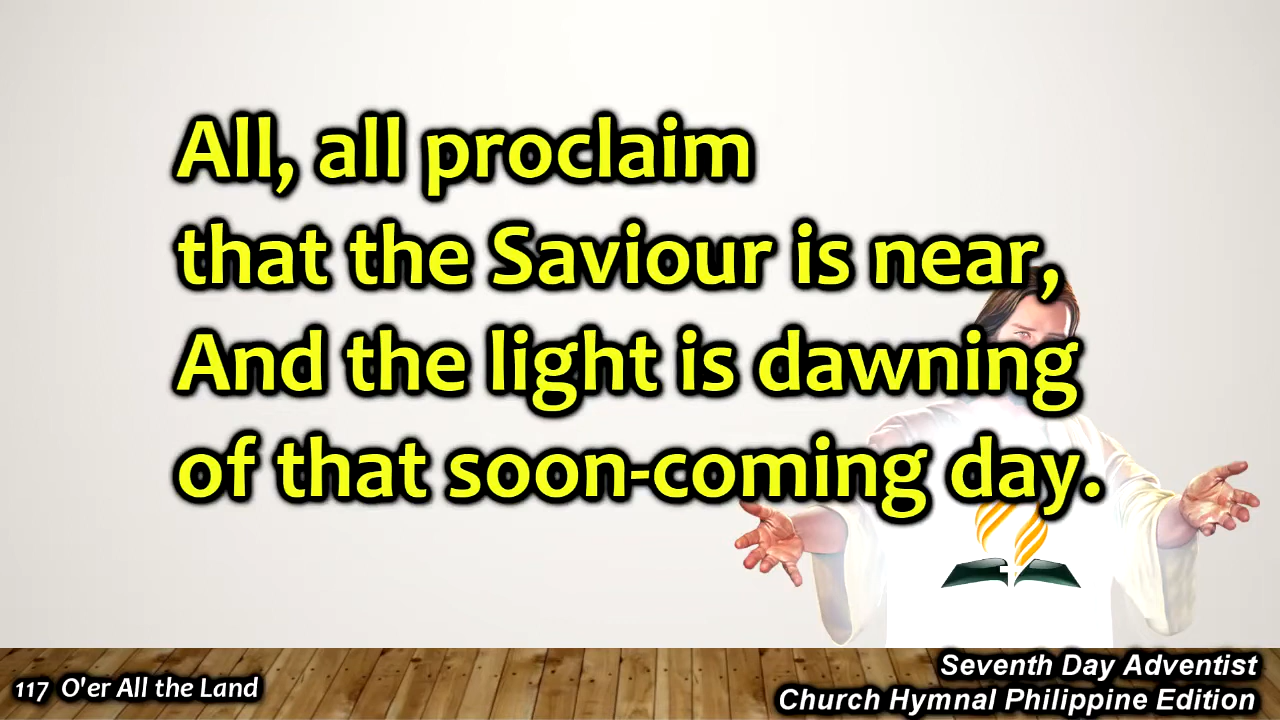 All, all proclaim
that the Saviour is near,
And the light is dawning
of that soon-coming day.
117 O'er All the Land
Seventh Day Adventist
Church Hymnal Philippine Edition